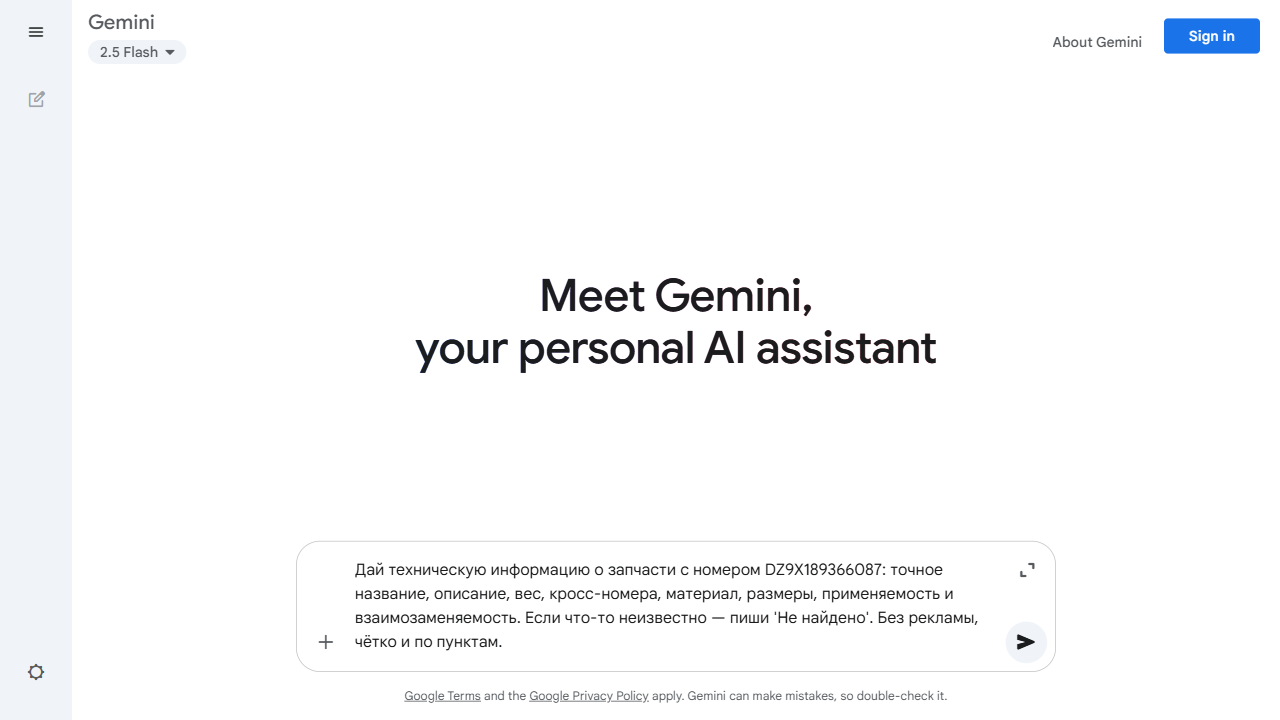 Gemini
2.5 Flash
About Gemini
Sign in
Meet Gemini,
your personal AI assistant
Дай техническую информацию о запчасти с номером DZ9X189366087: точное
название, описание, вес, кросс-номера, материал, размеры, применяемость и
взаимозаменяемость. Если что-то неизвестно — пиши 'Не найдено'. Без рекламы,
чётко и по пунктам.
Google Terms and the Google Privacy Policy apply. Gemini can make mistakes, so double-check it.